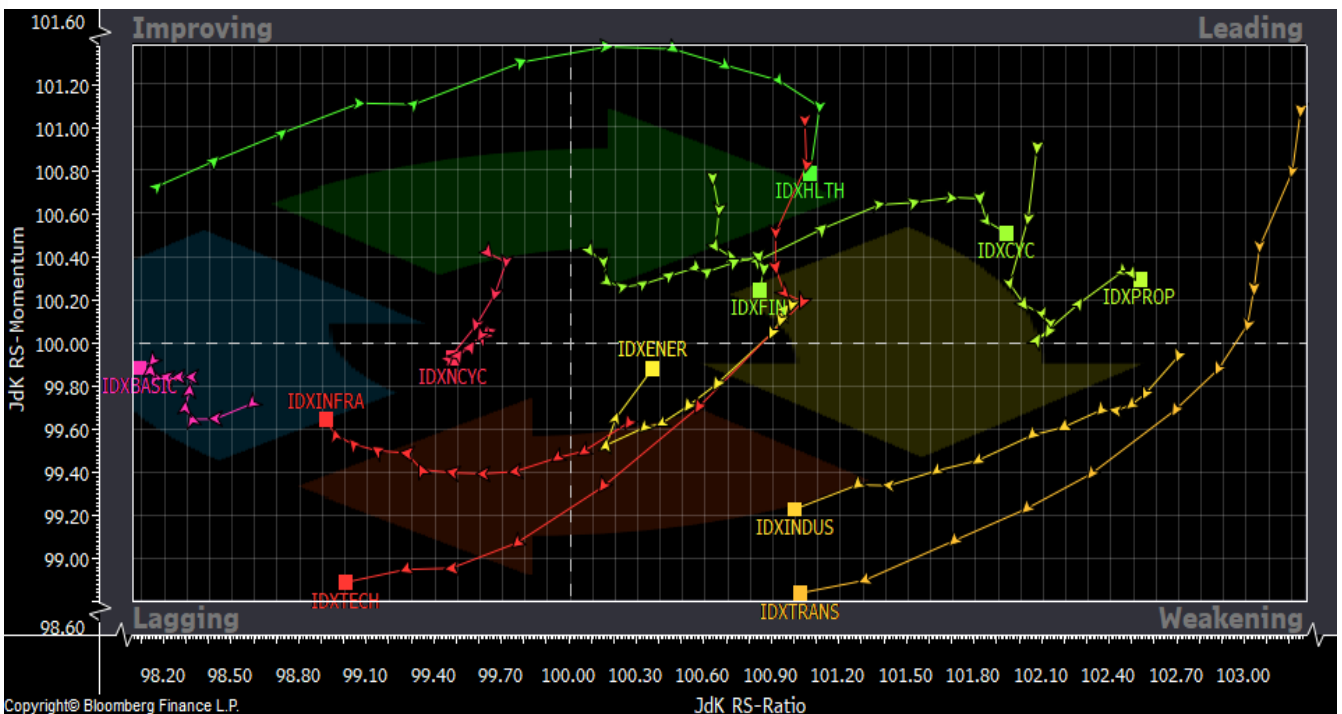 101.60
Improving
Leading
101.20
101.00
100.80
IDXHLTH
100.60
IDXCYC
100.40
100.20
IDXPROP
IDXFIN
JdK RS-Momentum
100.00
IDXENER
99.80
IDXBASIC
IDXNCYC
IDXINFRA
99.60
99.40
99.20
IDXINDUS
99.00
IDXTECH
IDXTRANS
98.60
Lagging
Weakening
98.20 98.50 98.80 99.10 99.40 99.70 100.00 100.30 100.60 100.90 101.20 101.50 101.80 102.10 102.40 102.70 103.00
Copyright© Bloomberg Finance L.P.
JdK RS-Ratio